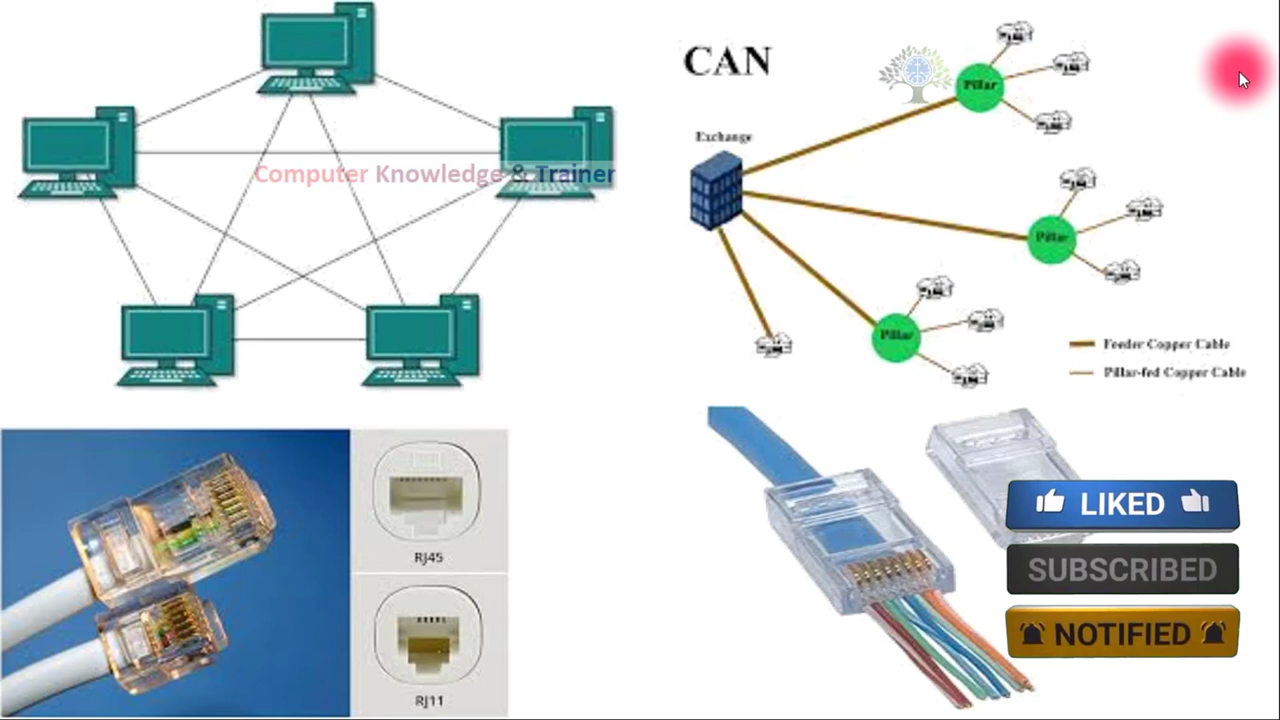 CAN
Exchange
Pillar
Computer Knowledge & Trainer
Pillar
Pillar
Feeder Copper Cable
Pillar-fed Copper Cable
RJ45
RJ11
LIKED
SUBSCRIBED
NOTIFIED